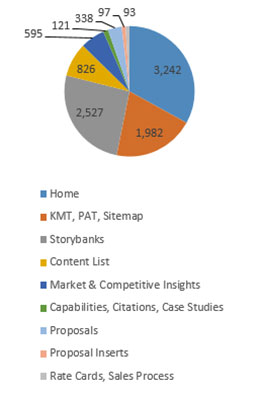 97 93
338
121
595
826
3,242
2,527
1,982
Home
KMT, PAT, Sitemap
Storybanks
Content List
Market & Competitive Insights
Capabilities, Citations, Case Studies
Proposals
Proposal Inserts
Rate Cards, Sales Process